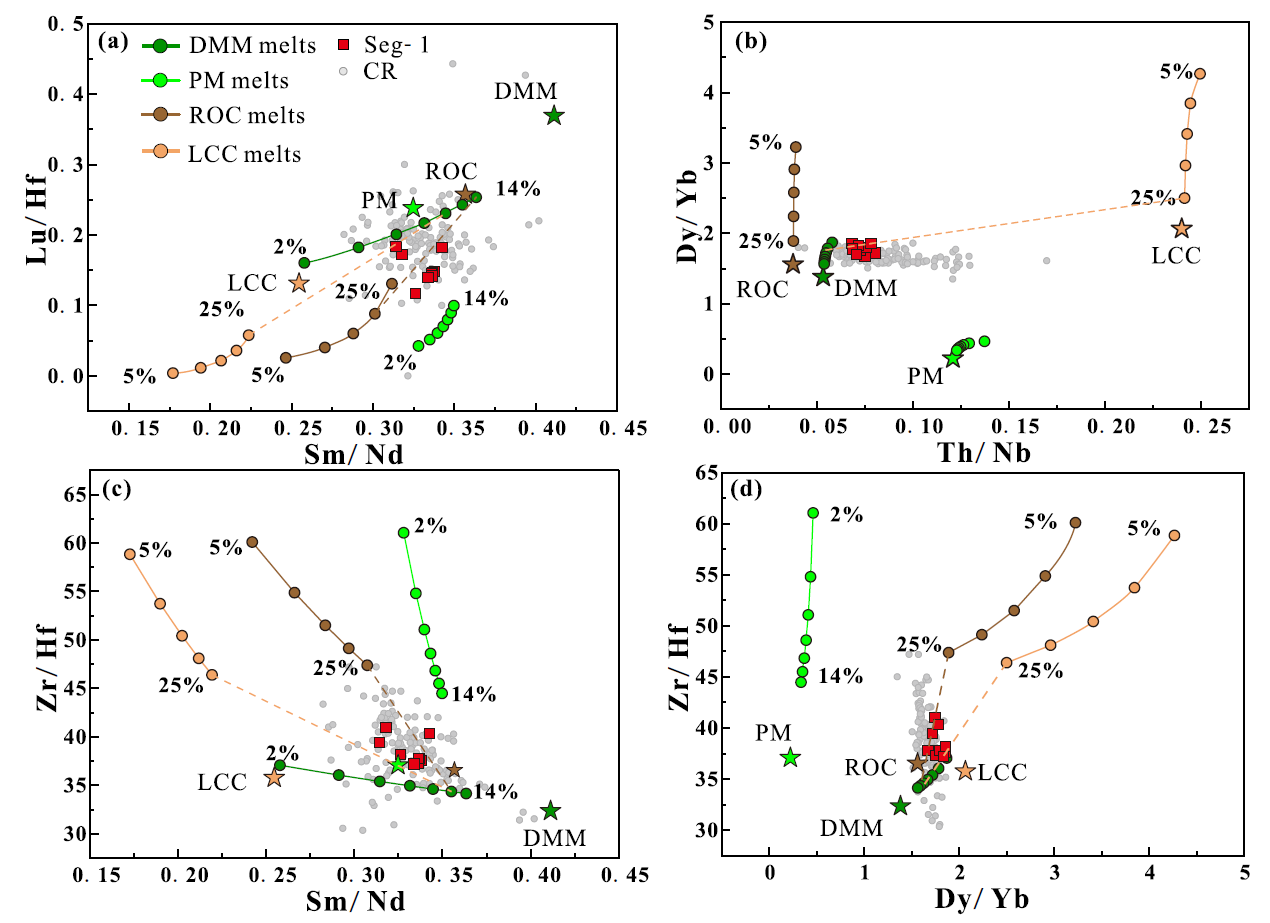 (a)
DMM melts
PM melts
ROC melts
LCC melts
Seg- 1
CR
DMM
ROC
PM
LCC
14%
2%
25%
25%
14%
5%
5%
2%
0. 5
0. 4
0. 3
0. 2
0. 1
0. 0
Lu/ Hf
0. 15
0. 20
0. 25
0. 30
0. 35
0. 40
0. 45
Sm/ Nd
(b)
5%
5%
25%
25%
ROC
DMM
LCC
PM
5
4
3
2
1
0
Dy/ Yb
0. 00
0. 05
0. 10
0. 15
0. 20
0. 25
Th/ Nb
(c)
2%
5%
5%
25%
25%
14%
2%
LCC
14%
DMM
65
60
55
50
45
40
35
30
Zr/ Hf
0. 15
0. 20
0. 25
0. 30
0. 35
0. 40
0. 45
Sm/ Nd
(d)
2%
5%
5%
25%
25%
14%
PM
ROC
LCC
DMM
65
60
55
50
45
40
35
30
Zr/ Hf
0
1
2
3
4
5
Dy/ Yb